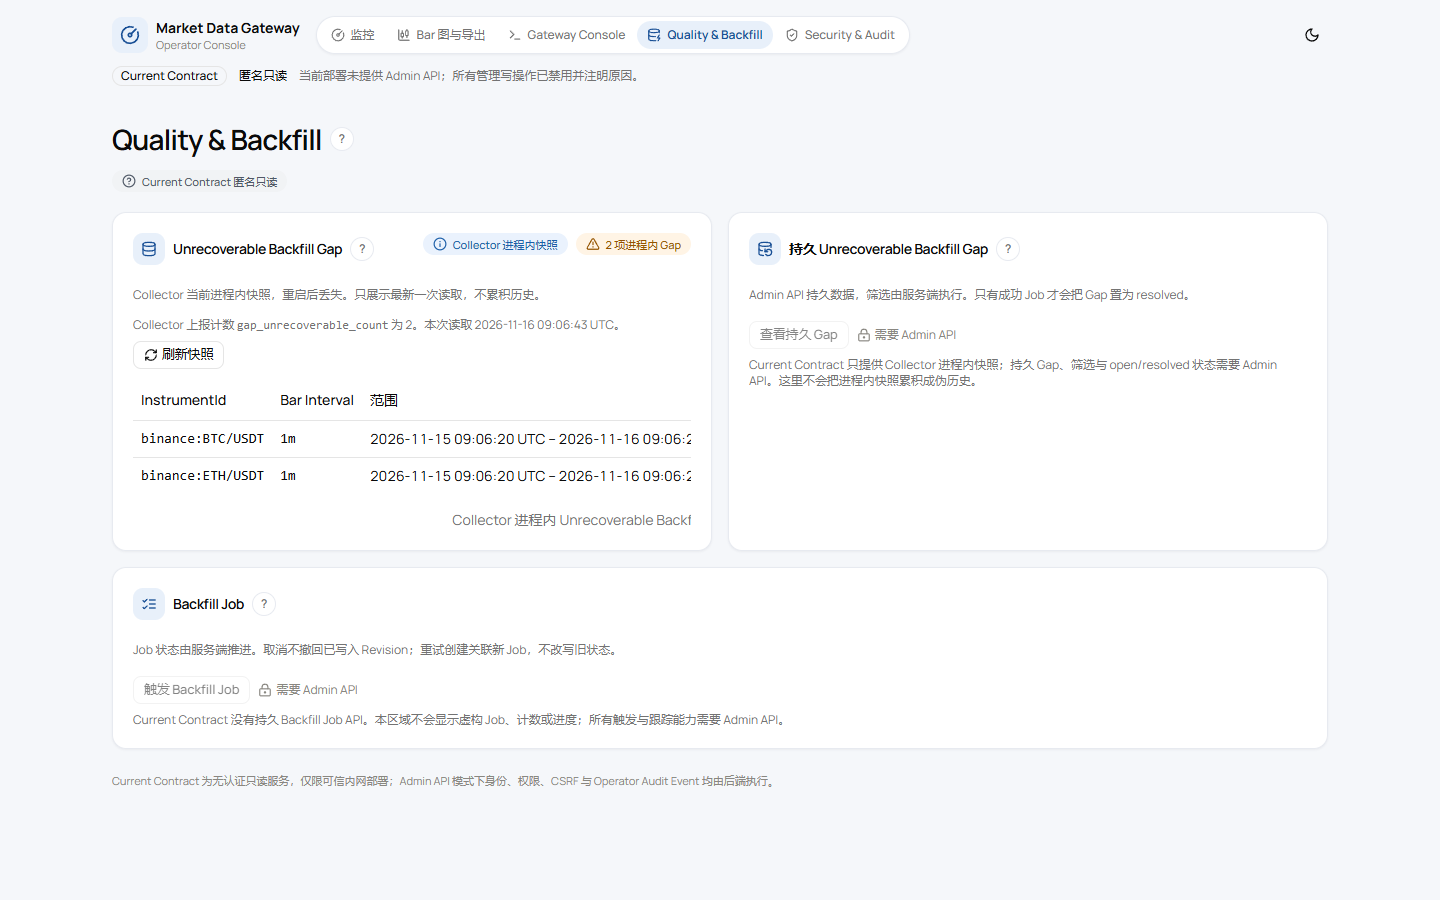 Market Data Gateway
Operator Console
监控
Bar 图与导出
Gateway Console
Quality & Backfill
Security & Audit
Current Contract
匿名只读
当前部署未提供 Admin API；所有管理写操作已禁用并注明原因。
Quality & Backfill
?
Current Contract 匿名只读
Unrecoverable Backfill Gap
?
Collector 进程内快照
2 项进程内 Gap
Collector 当前进程内快照，重启后丢失。只展示最新一次读取，不累积历史。
Collector 上报计数 gap_unrecoverable_count 为 2。本次读取 2026-11-16 09:06:43 UTC。
刷新快照
InstrumentId Bar Interval 范围
binance:BTC/USDT 1m 2026-11-15 09:06:20 UTC – 2026-11-16 09:06:2
binance:ETH/USDT 1m 2026-11-15 09:06:20 UTC – 2026-11-16 09:06:2
Collector 进程内 Unrecoverable Backf
持久 Unrecoverable Backfill Gap
?
Admin API 持久数据，筛选由服务端执行。只有成功 Job 才会把 Gap 置为 resolved。
查看持久 Gap
需要 Admin API
Current Contract 只提供 Collector 进程内快照；持久 Gap、筛选与 open/resolved 状态需要 Admin
API。这里不会把进程内快照累积成伪历史。
Backfill Job
?
Job 状态由服务端推进。取消不撤回已写入 Revision；重试创建关联新 Job，不改写旧状态。
触发 Backfill Job
需要 Admin API
Current Contract 没有持久 Backfill Job API。本区域不会显示虚构 Job、计数或进度；所有触发与跟踪能力需要 Admin API。
Current Contract 为无认证只读服务，仅限可信内网部署；Admin API 模式下身份、权限、CSRF 与 Operator Audit Event 均由后端执行。